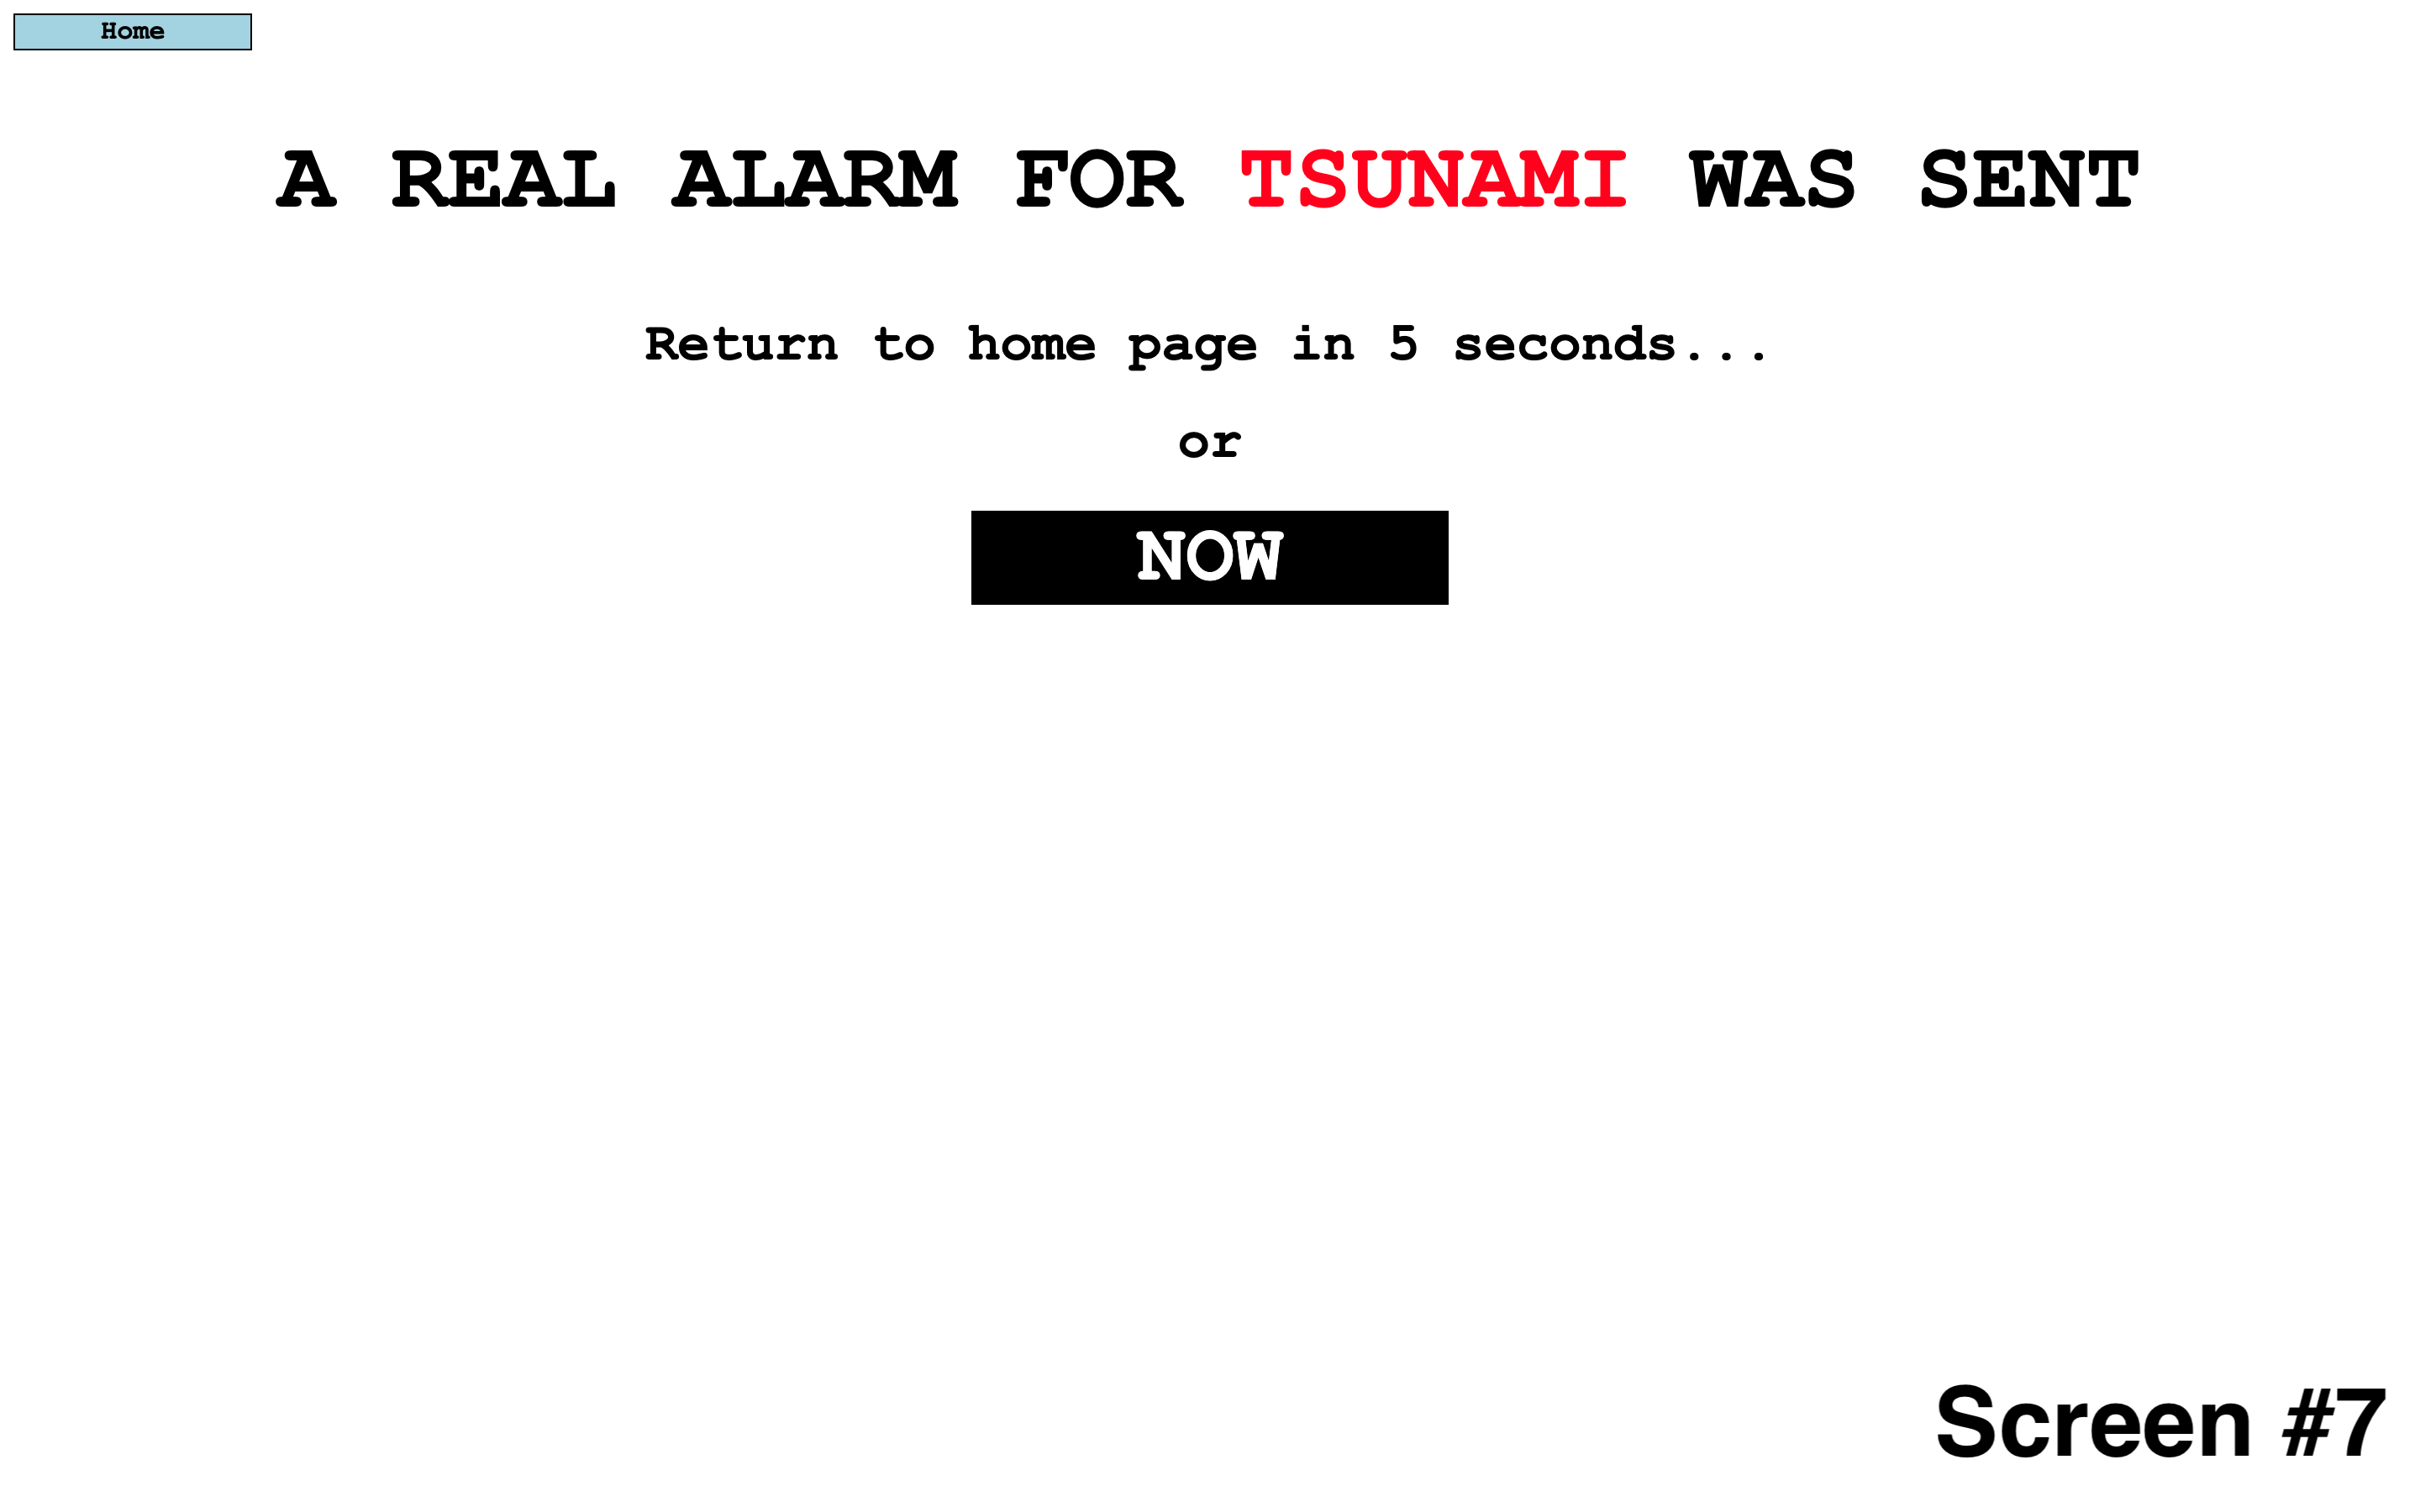 Home
A REAL ALARM FOR TSUNAMI WAS SENT
Return to home page in 5 seconds...
or
NOW
Screen #7